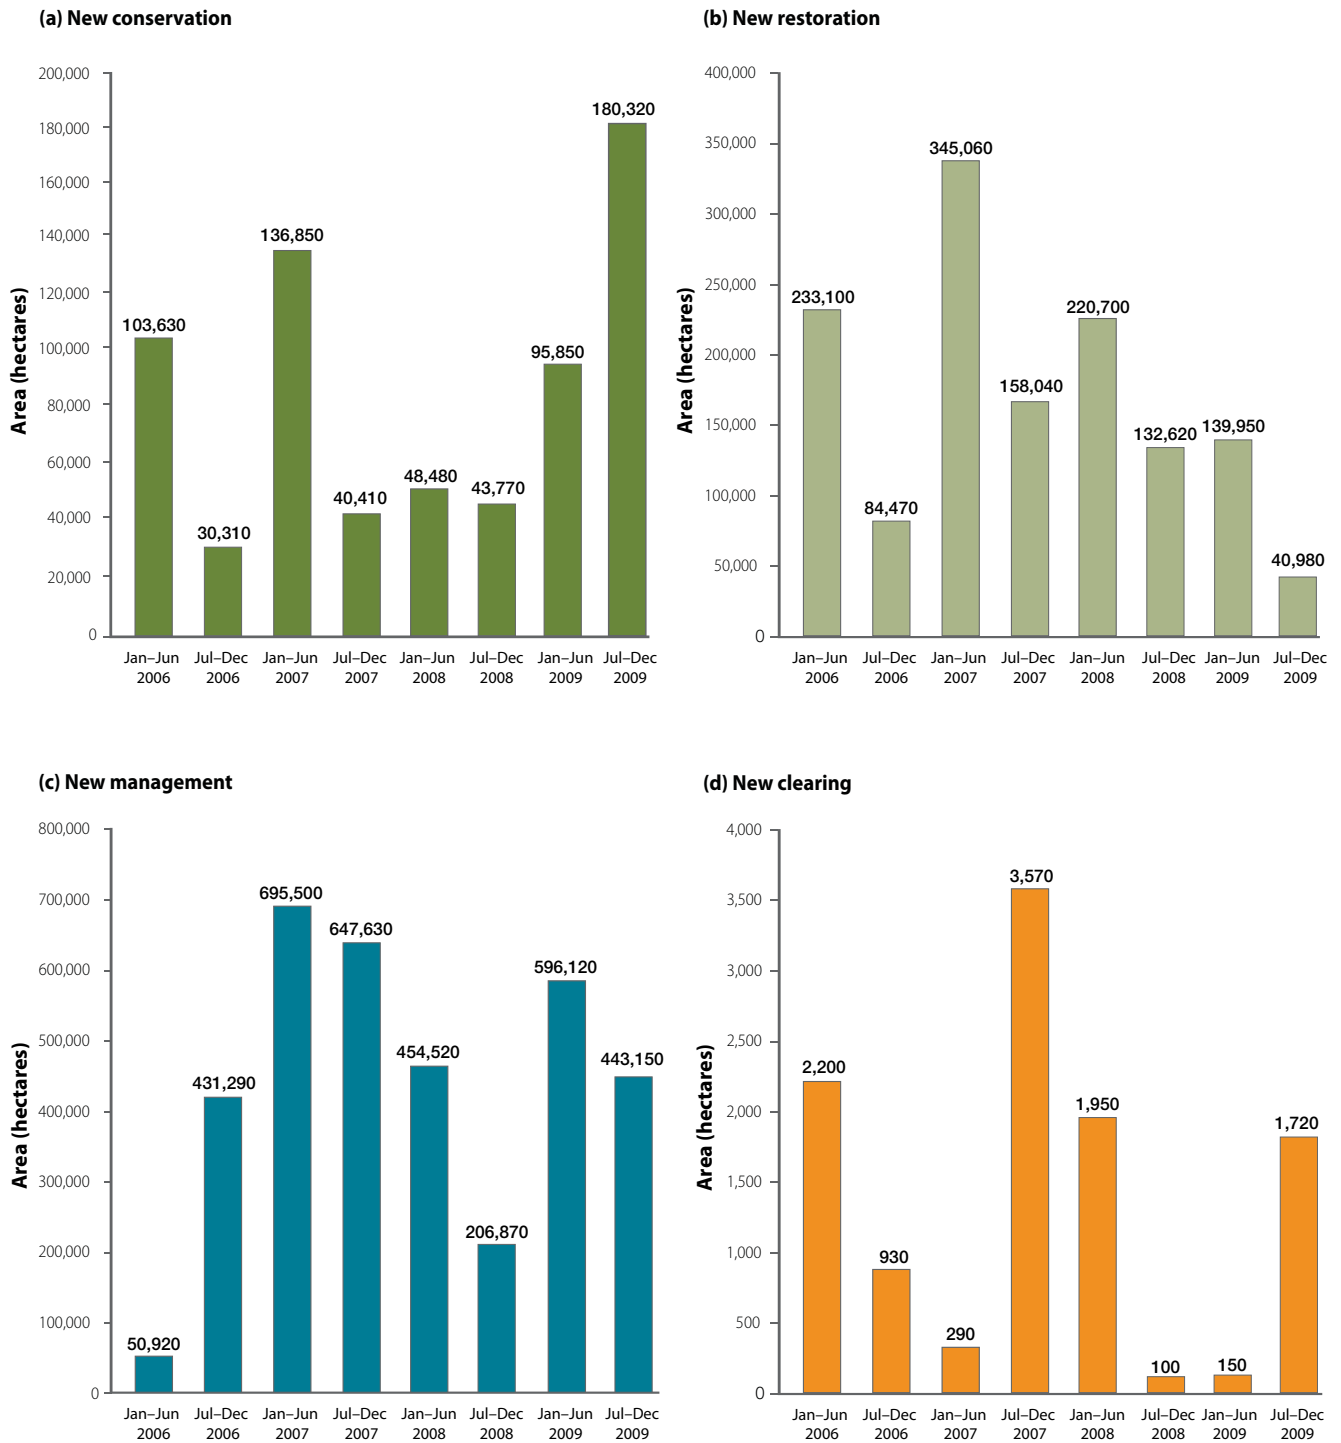 (a) New conservation
Area (hectares)
200,000
180,000
160,000
140,000
120,000
100,000
80,000
60,000
40,000
20,000
0
103,630
30,310
136,850
40,410
48,480
43,770
95,850
180,320
Jan–Jun 2006
Jul–Dec 2006
Jan–Jun 2007
Jul–Dec 2007
Jan–Jun 2008
Jul–Dec 2008
Jan–Jun 2009
Jul–Dec 2009
(b) New restoration
Area (hectares)
400,000
350,000
300,000
250,000
200,000
150,000
100,000
50,000
0
233,100
84,470
345,060
158,040
220,700
132,620
139,950
40,980
Jan–Jun 2006
Jul–Dec 2006
Jan–Jun 2007
Jul–Dec 2007
Jan–Jun 2008
Jul–Dec 2008
Jan–Jun 2009
Jul–Dec 2009
(c) New management
Area (hectares)
800,000
700,000
600,000
500,000
400,000
300,000
200,000
100,000
0
50,920
431,290
695,500
647,630
454,520
206,870
596,120
443,150
Jan–Jun 2006
Jul–Dec 2006
Jan–Jun 2007
Jul–Dec 2007
Jan–Jun 2008
Jul–Dec 2008
Jan–Jun 2009
Jul–Dec 2009
(d) New clearing
Area (hectares)
4,000
3,500
3,000
2,500
2,000
1,500
1,000
500
0
2,200
930
290
3,570
1,950
100
150
1,720
Jan–Jun 2006
Jul–Dec 2006
Jan–Jun 2007
Jul–Dec 2007
Jan–Jun 2008
Jul–Dec 2008
Jan–Jun 2009
Jul–Dec 2009